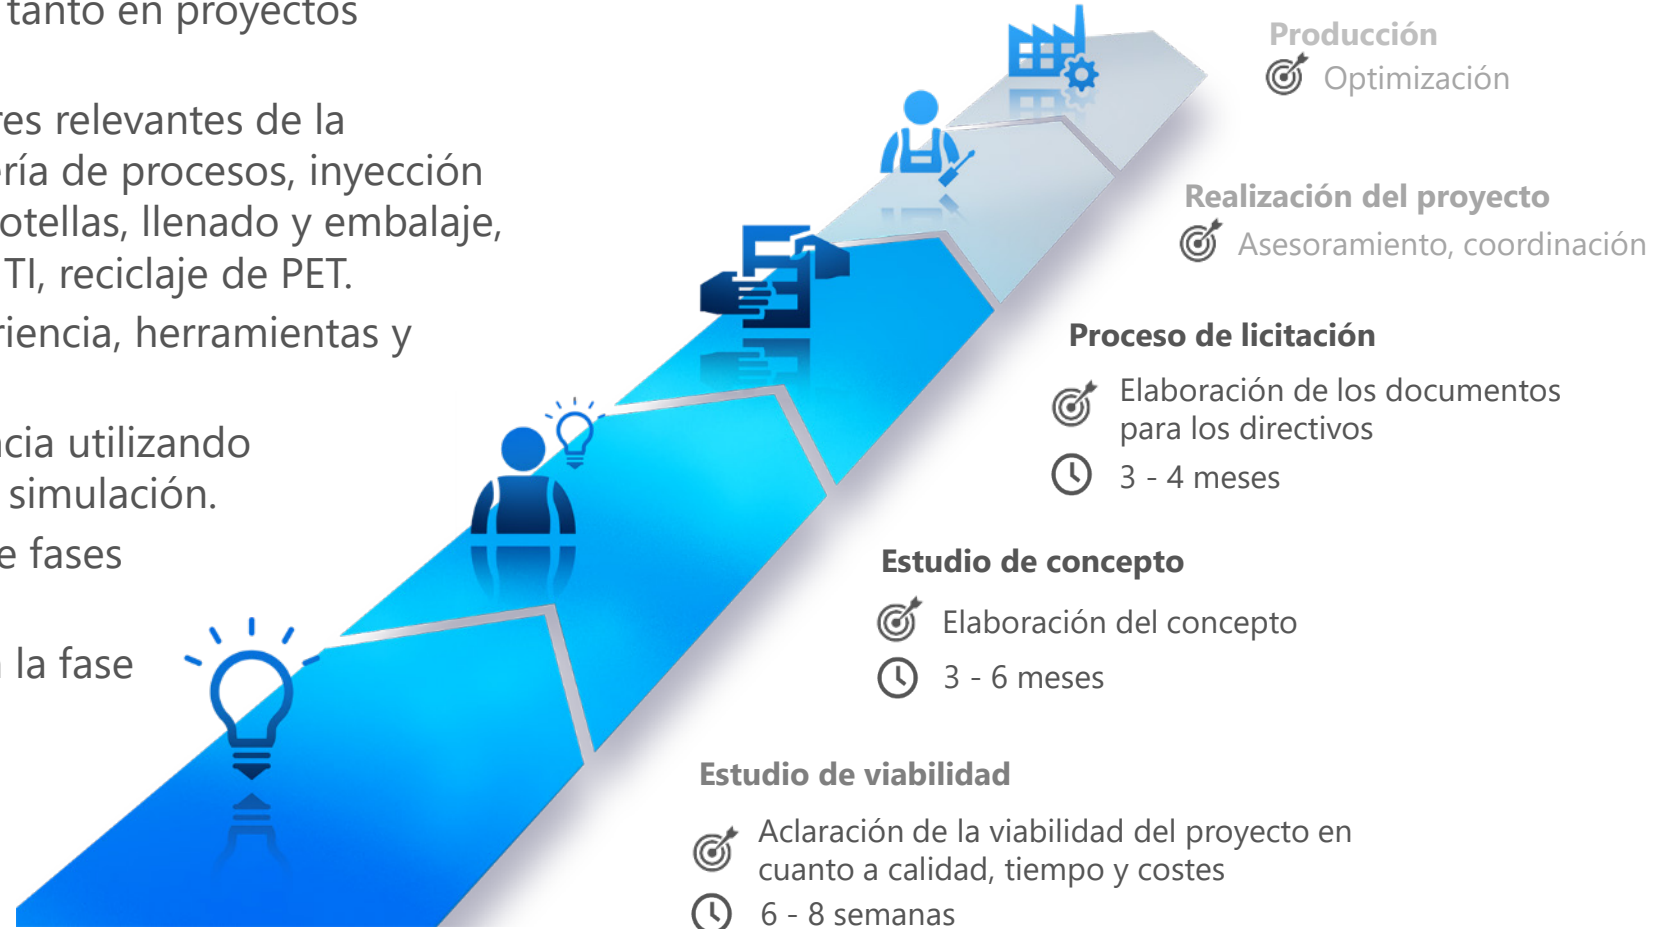 tanto en proyectos
res relevantes de la
ería de procesos, inyección
otellas, llenado y embalaje,
TI, reciclaje de PET.
riencia, herramientas y
ncia utilizando
simulación.
e fases
la fase
Producción
Optimización
Realización del proyecto
Asesoramiento, coordinación
Proceso de licitación
Elaboración de los documentos
para los directivos
3 - 4 meses
Estudio de concepto
Elaboración del concepto
3 - 6 meses
Estudio de viabilidad
Aclaración de la viabilidad del proyecto en
cuanto a calidad, tiempo y costes
6 - 8 semanas